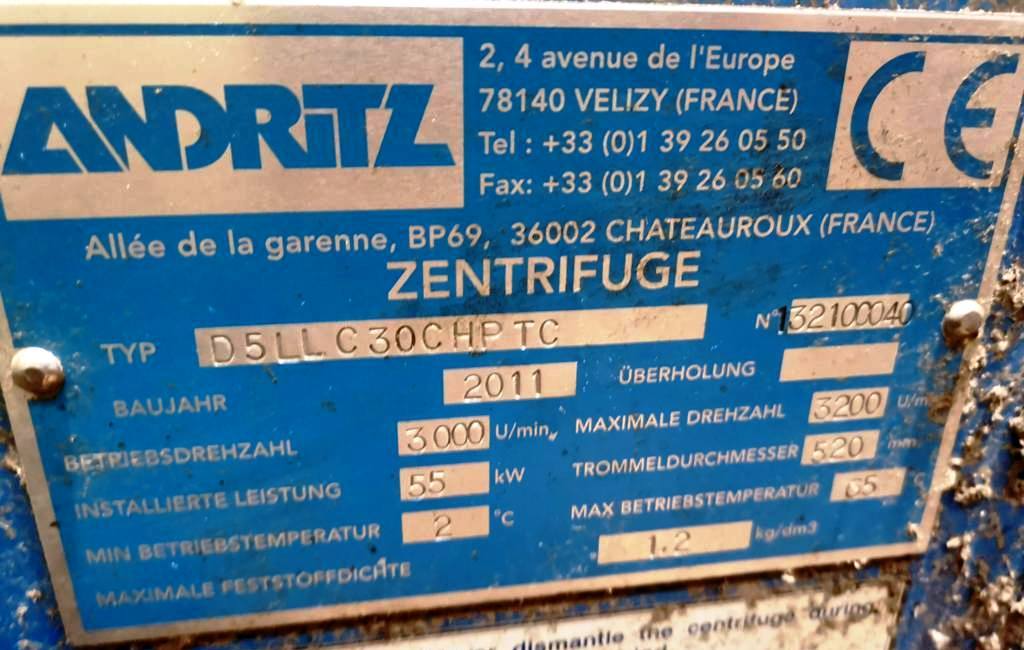 ANDRITZ
2, 4 avenue de l'Europe
78140 VELIZY (FRANCE)
Tel : +33 (0)1 39 26 05 50
Fax: +33 (0)1 39 26 05 60
CE
Allée de la garenne, BP69, 36002 CHATEAUROUX (FRANCE)
ZENTRIFUGE
TYP D5LLC30CHPTC N° 132100040
BAUJAHR 2011 ÜBERHOLUNG
BETRIEBSDREHZAHL 3000 U/min. MAXIMALE DREHZAHL 3200 U/m
INSTALLIERTE LEISTUNG 55 kW TROMMELDURCHMESSER 520 mm
MIN BETRIEBSTEMPERATUR 2 °C MAX BETRIEBSTEMPERATUR °C
MAXIMALE FESTSTOFFDICHTE 1.2 kg/dm3
dismantle the centrifuge during